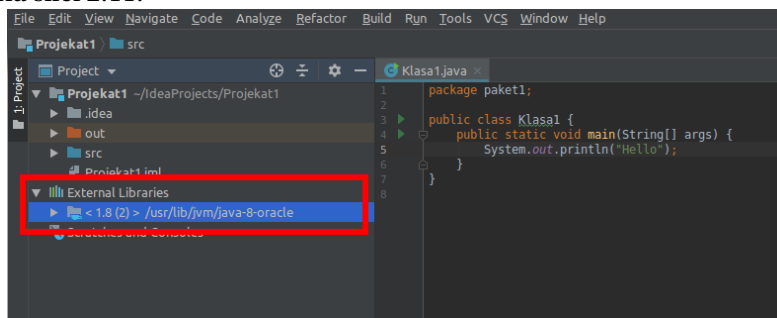 File Edit View Navigate Code Analyze Refactor Build Run Tools VCS Window Help
Projekat1 src
1: Project
Project
Projekat1 ~/IdeaProjects/Projekat1
.idea
out
src
Projekat1.iml
External Libraries
< 1.8 (2) > /usr/lib/jvm/java-8-oracle
Scratches and Consoles
Klasa1.java
1 package paket1;
2
3 public class Klasa1 {
4 public static void main(String[] args) {
5 System.out.println("Hello");
6 }
7 }
8